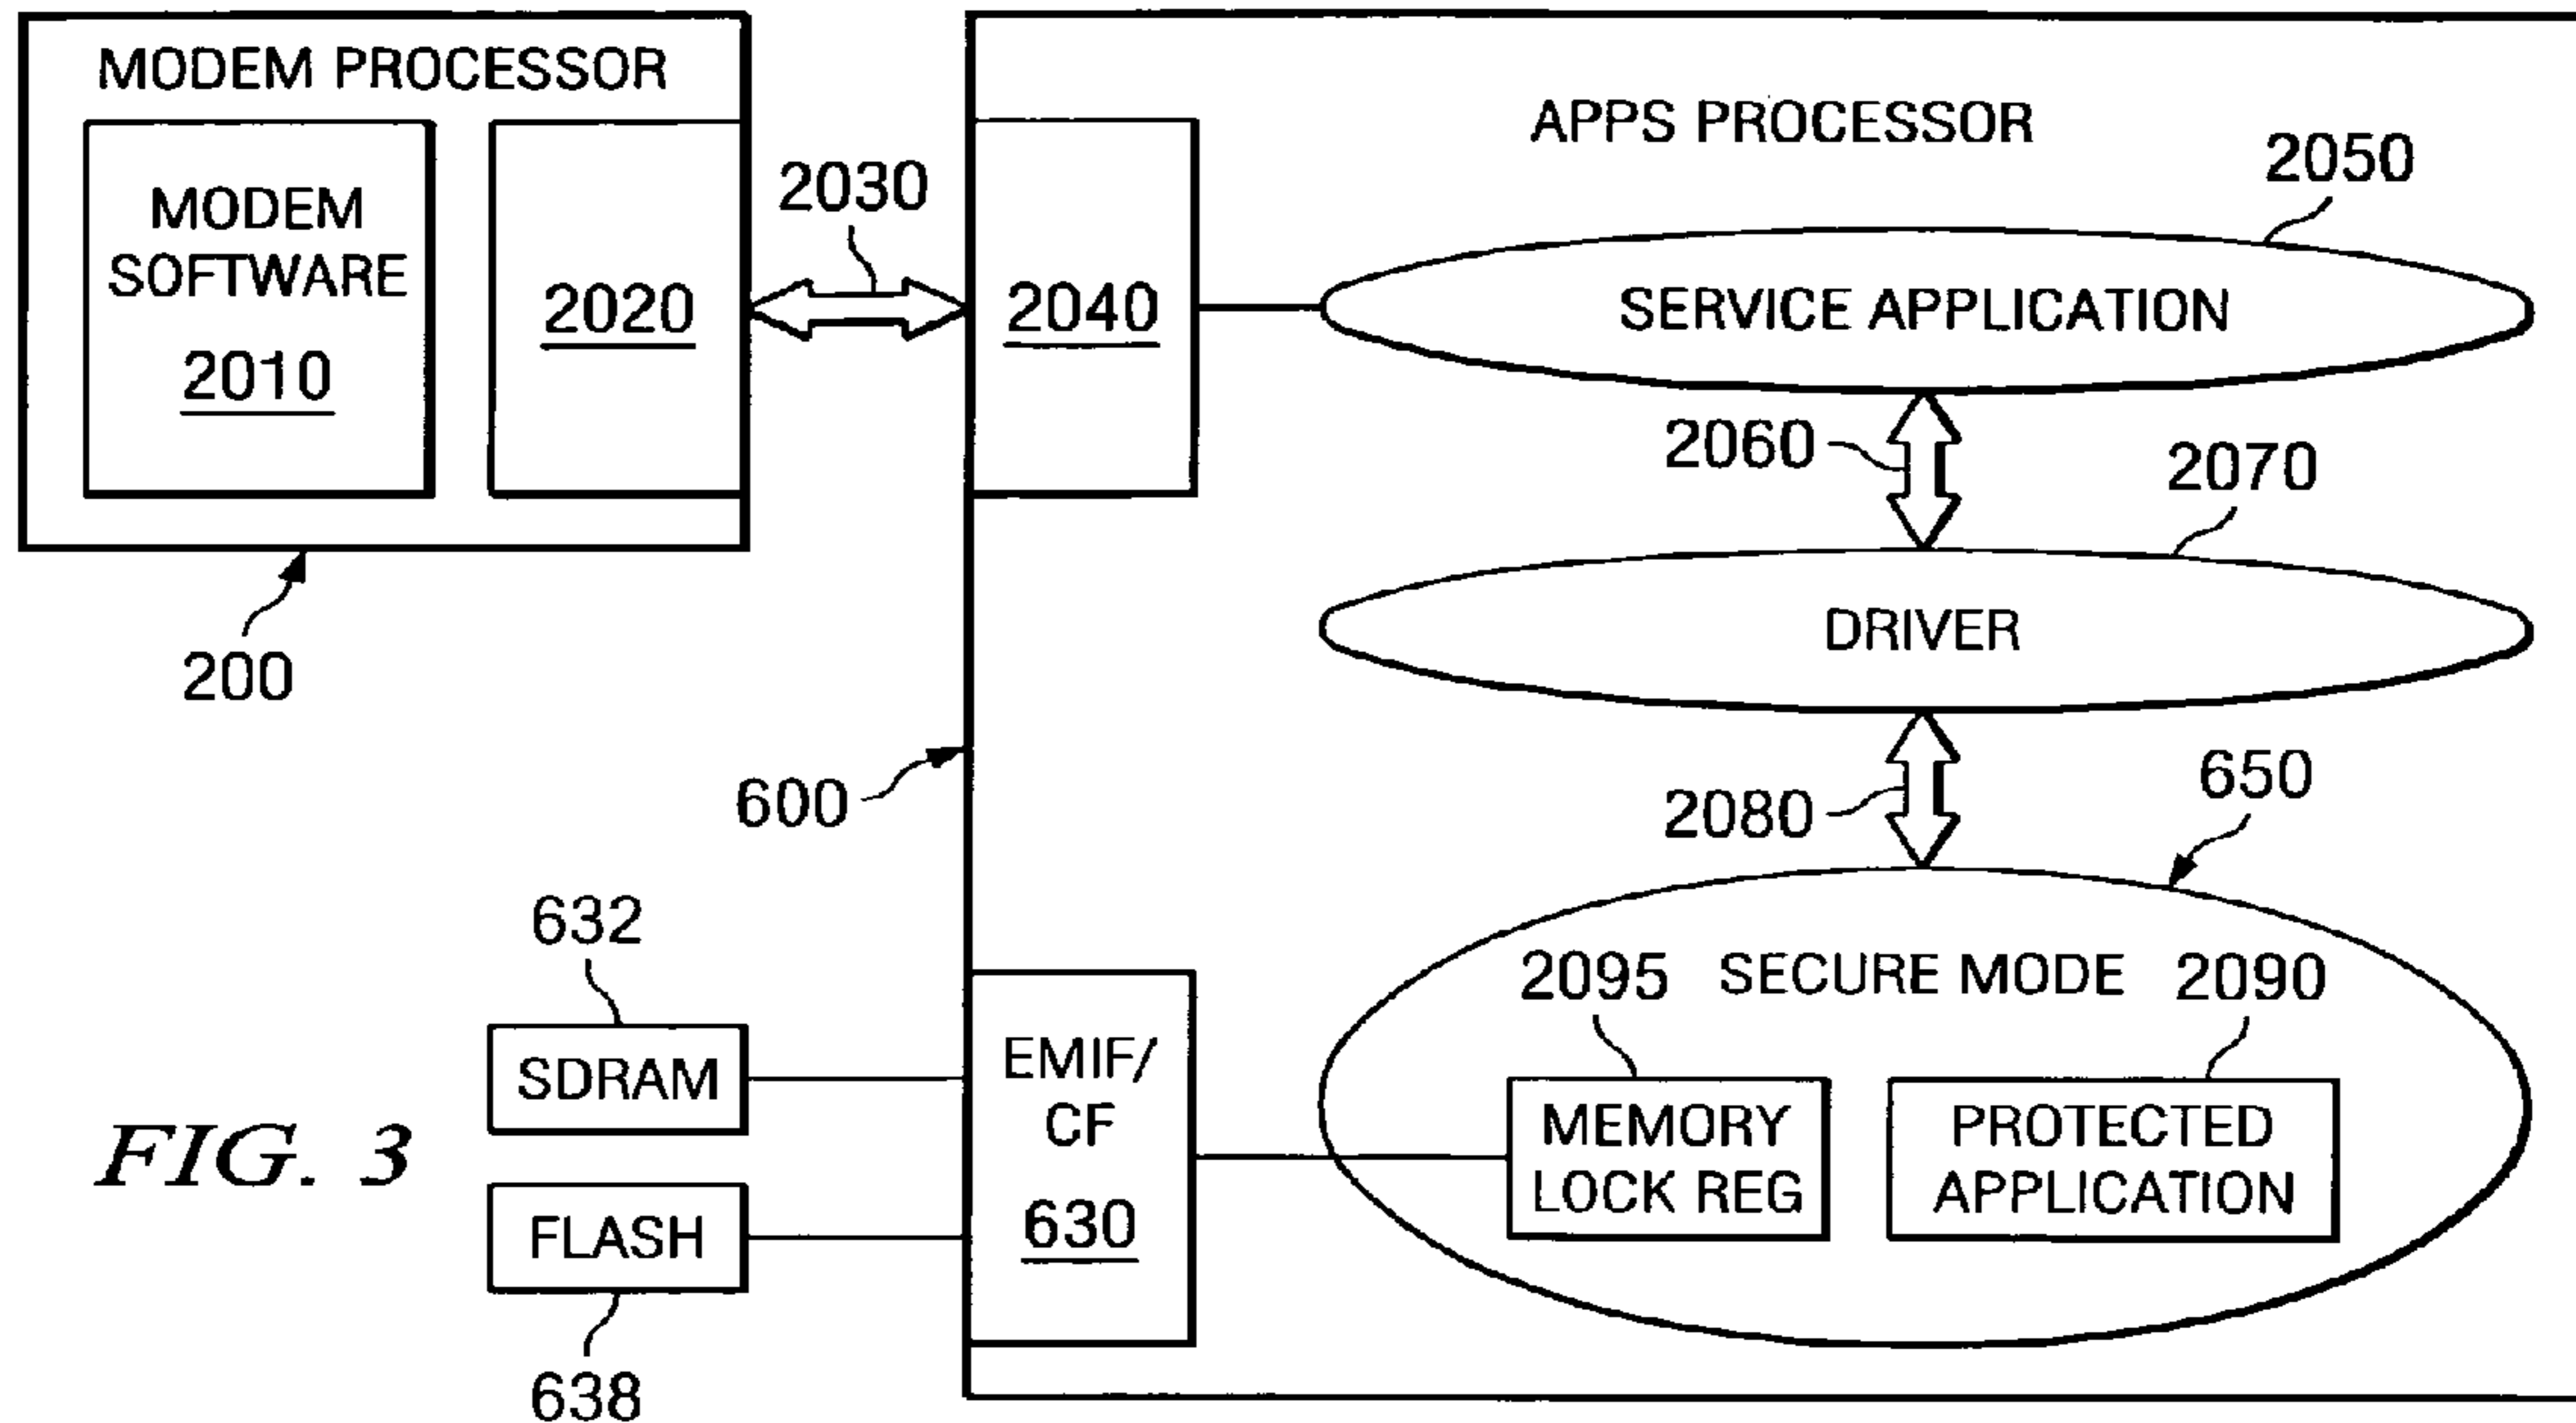 MODEM PROCESSOR
MODEM
SOFTWARE
2010
2020
2030
2040
200
600
APPS PROCESSOR
2050
SERVICE APPLICATION
2060
2070
DRIVER
2080
650
SECURE MODE
2095
2090
MEMORY
LOCK REG
PROTECTED
APPLICATION
632
SDRAM
FLASH
638
EMIF/
CF
630
FIG. 3